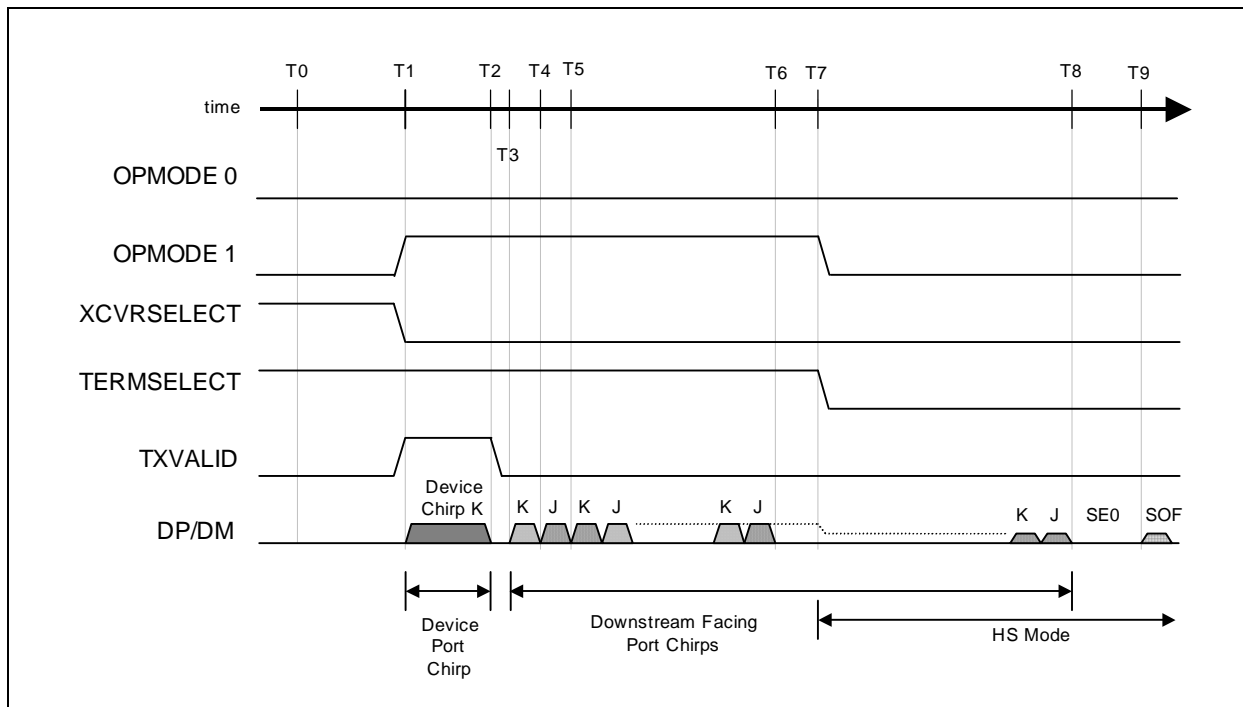 T0 T1 T2 T4 T5 T6 T7 T8 T9
time
T3
OPMODE 0
OPMODE 1
XCVRSELECT
TERMSELECT
TXVALID
Device
Chirp K
K J K J K J K J SE0 SOF
DP/DM
Device
Port
Chirp
Downstream Facing
Port Chirps
HS Mode